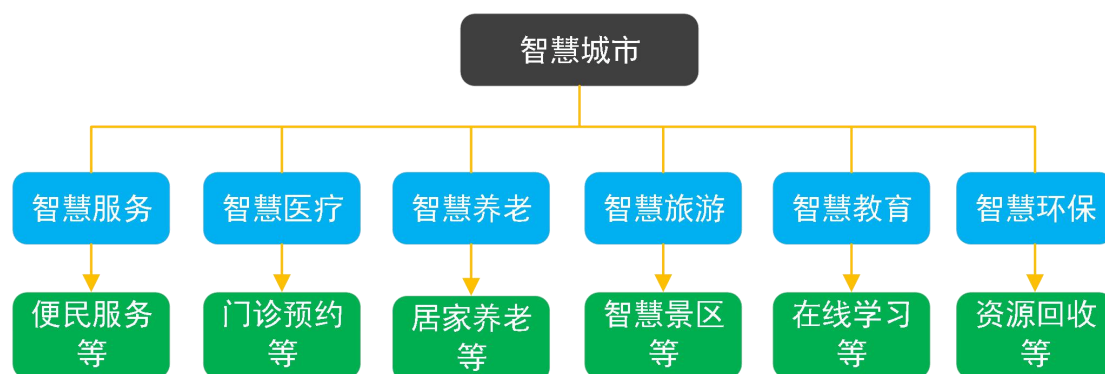 智慧城市
智慧服务
智慧医疗
智慧养老
智慧旅游
智慧教育
智慧环保
便民服务
等
门诊预约
等
居家养老
等
智慧景区
等
在线学习
等
资源回收
等